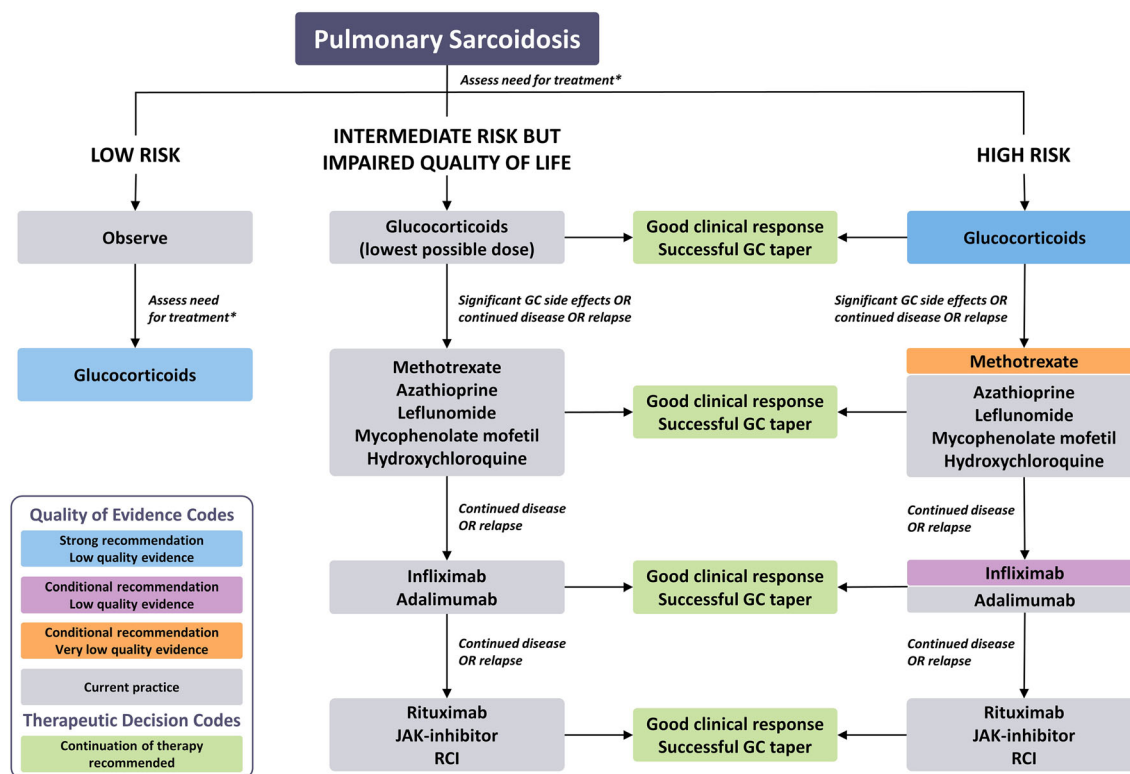 Pulmonary Sarcoidosis
Assess need for treatment*
LOW RISK
INTERMEDIATE RISK BUT
IMPAIRED QUALITY OF LIFE
HIGH RISK
Observe
Glucocorticoids
(lowest possible dose)
Good clinical response
Successful GC taper
Glucocorticoids
Assess need
for treatment*
Significant GC side effects OR
continued disease OR relapse
Significant GC side effects OR
continued disease OR relapse
Glucocorticoids
Methotrexate
Azathioprine
Leflunomide
Mycophenolate mofetil
Hydroxychloroquine
Good clinical response
Successful GC taper
Methotrexate
Azathioprine
Leflunomide
Mycophenolate mofetil
Hydroxychloroquine
Continued disease
OR relapse
Continued disease
OR relapse
Infliximab
Adalimumab
Good clinical response
Successful GC taper
Infliximab
Adalimumab
Continued disease
OR relapse
Continued disease
OR relapse
Rituximab
JAK-inhibitor
RCI
Good clinical response
Successful GC taper
Rituximab
JAK-inhibitor
RCI
Quality of Evidence Codes
Strong recommendation
Low quality evidence
Conditional recommendation
Low quality evidence
Conditional recommendation
Very low quality evidence
Current practice
Therapeutic Decision Codes
Continuation of therapy
recommended